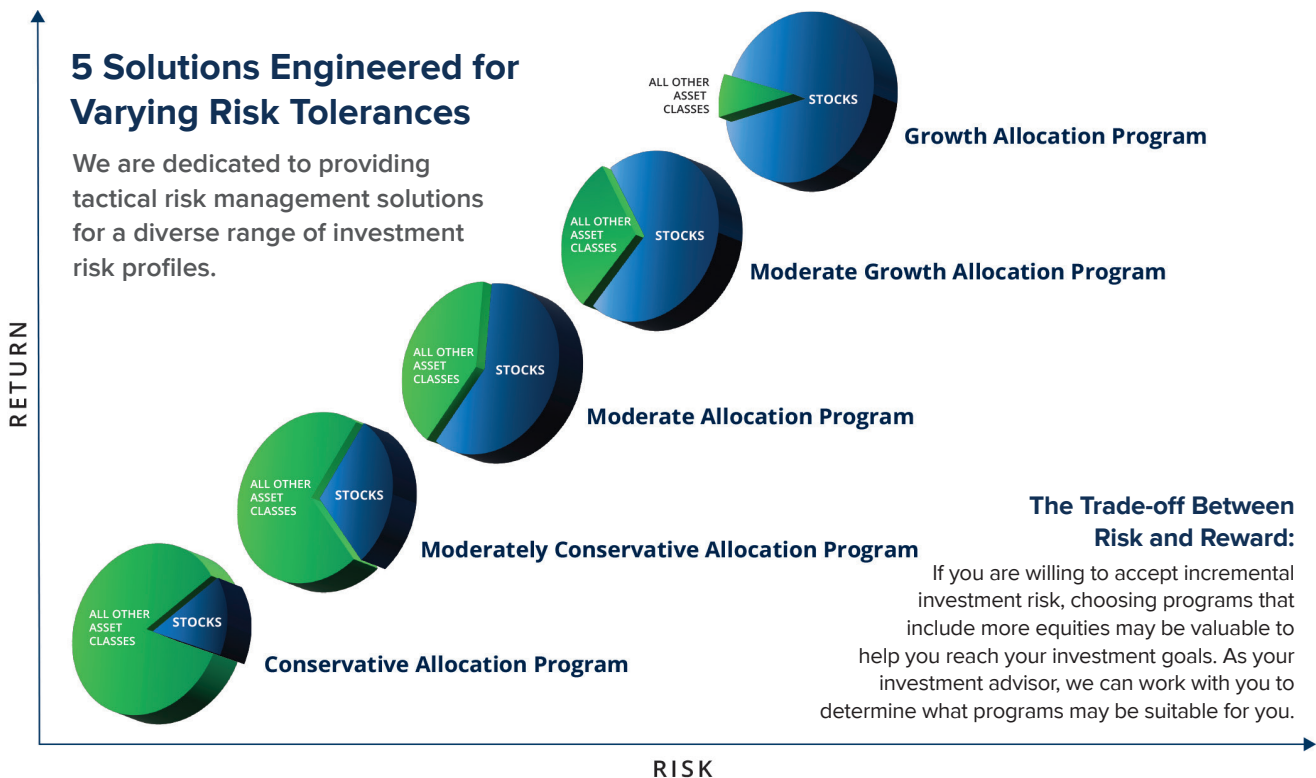 5 Solutions Engineered for
Varying Risk Tolerances
We are dedicated to providing
tactical risk management solutions
for a diverse range of investment
risk profiles.
ALL OTHER
ASSET
CLASSES
STOCKS
Growth Allocation Program
ALL OTHER
ASSET
CLASSES
STOCKS
Moderate Growth Allocation Program
ALL OTHER
ASSET
CLASSES
STOCKS
Moderate Allocation Program
ALL OTHER
ASSET
CLASSES
STOCKS
Moderately Conservative Allocation Program
ALL OTHER
ASSET
CLASSES
STOCKS
Conservative Allocation Program
The Trade-off Between
Risk and Reward:
If you are willing to accept incremental
investment risk, choosing programs that
include more equities may be valuable to
help you reach your investment goals. As your
investment advisor, we can work with you to
determine what programs may be suitable for you.
RETURN
RISK